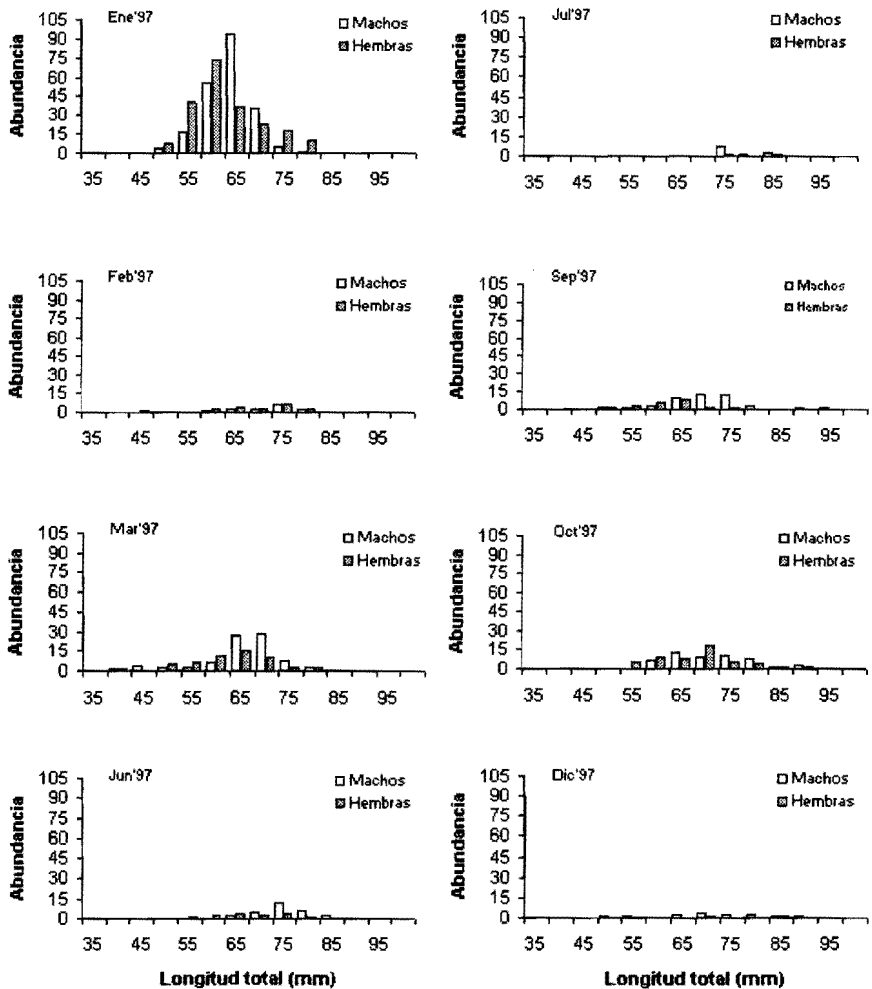 Ene'97
Machos
Hembras
Abundancia
105
90
75
60
45
30
15
0
35 45 55 65 75 85 95
Jul'97
Machos
Hembras
Abundancia
105
90
75
60
45
30
15
0
35 45 55 65 75 85 95
Feb'97
Machos
Hembras
Abundancia
105
90
75
60
45
30
15
0
35 45 55 65 75 85 95
Sep'97
Machos
Hembras
Abundancia
105
90
75
60
45
30
15
0
35 45 55 65 75 85 95
Mar'97
Machos
Hembras
Abundancia
105
90
75
60
45
30
15
0
35 45 55 65 75 85 95
Oct'97
Machos
Hembras
Abundancia
105
90
75
60
45
30
15
0
35 45 55 65 75 85 95
Jun'97
Machos
Hembras
Abundancia
105
90
75
60
45
30
15
0
35 45 55 65 75 85 95
Longitud total (mm)
Dic'97
Machos
Hembras
Abundancia
105
90
75
60
45
30
15
0
35 45 55 65 75 85 95
Longitud total (mm)